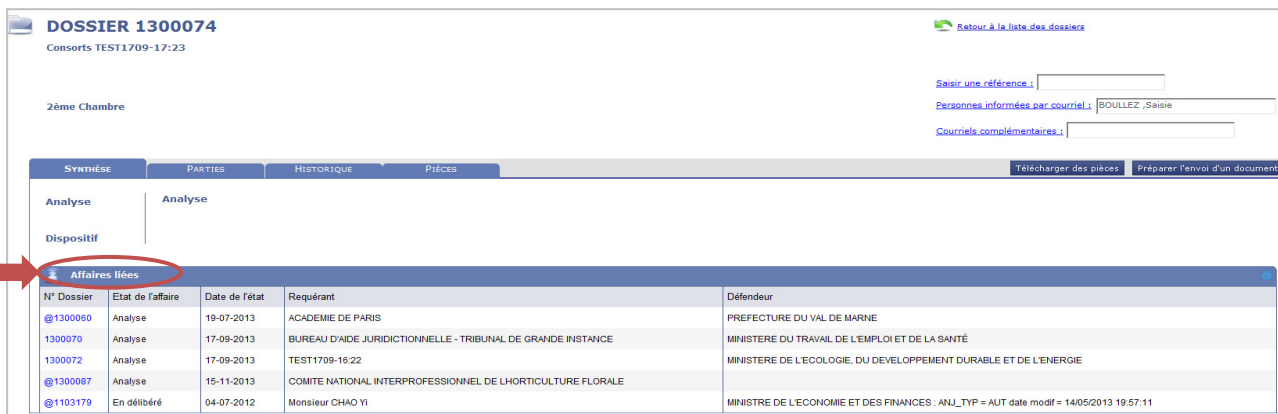 DOSSIER 1300074
Retour à la liste des dossiers
Consorts TEST1709-17:23
Saisir une référence :
2ème Chambre
Personnes informées par courriel : BOULLEZ ,Saisie
Courriels complémentaires :
SYNTHÈSE PARTIES HISTORIQUE PIÈCES Télécharger des pièces Préparer l'envoi d'un document
Analyse Analyse
Dispositif
Affaires liées
N° Dossier Etat de l'affaire Date de l'état Requérant Défendeur
@1300060 Analyse 19-07-2013 ACADEMIE DE PARIS PREFECTURE DU VAL DE MARNE
1300070 Analyse 17-09-2013 BUREAU D'AIDE JURIDICTIONNELLE - TRIBUNAL DE GRANDE INSTANCE MINISTERE DU TRAVAIL DE L'EMPLOI ET DE LA SANTÉ
1300072 Analyse 17-09-2013 TEST1709-16:22 MINISTERE DE L'ECOLOGIE, DU DEVELOPPEMENT DURABLE ET DE L'ENERGIE
@1300087 Analyse 15-11-2013 COMITE NATIONAL INTERPROFESSIONNEL DE LHORTICULTURE FLORALE
@1103179 En délibéré 04-07-2012 Monsieur CHAO Yi MINISTRE DE L'ECONOMIE ET DES FINANCES : ANJ_TYP = AUT date modif = 14/05/2013 19:57:11